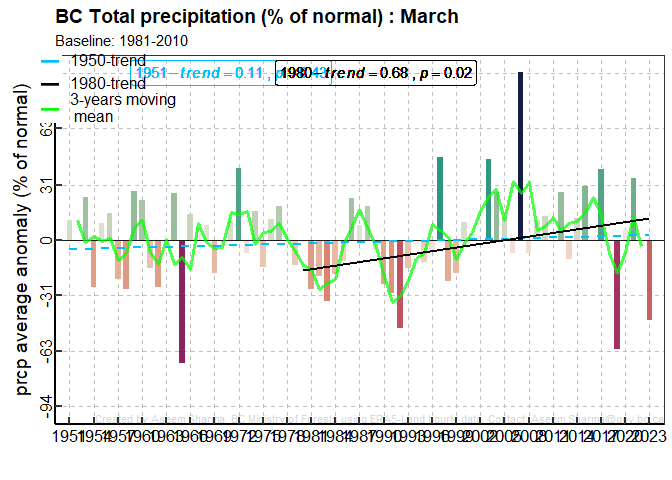 BC Total precipitation (% of normal) : March
Baseline: 1981-2010
1950-trend
1980-trend
3-years moving
mean
1951-trend = 0.11
1980-trend = 0.68 , p = 0.02
prcp average anomaly (% of normal)
63
31
0
-31
-63
-94
1951 1954 1957 1960 1963 1966 1969 1972 1975 1978 1981 1984 1987 1990 1993 1996 1999 2002 2005 2008 2011 2014 2017 2020 2023